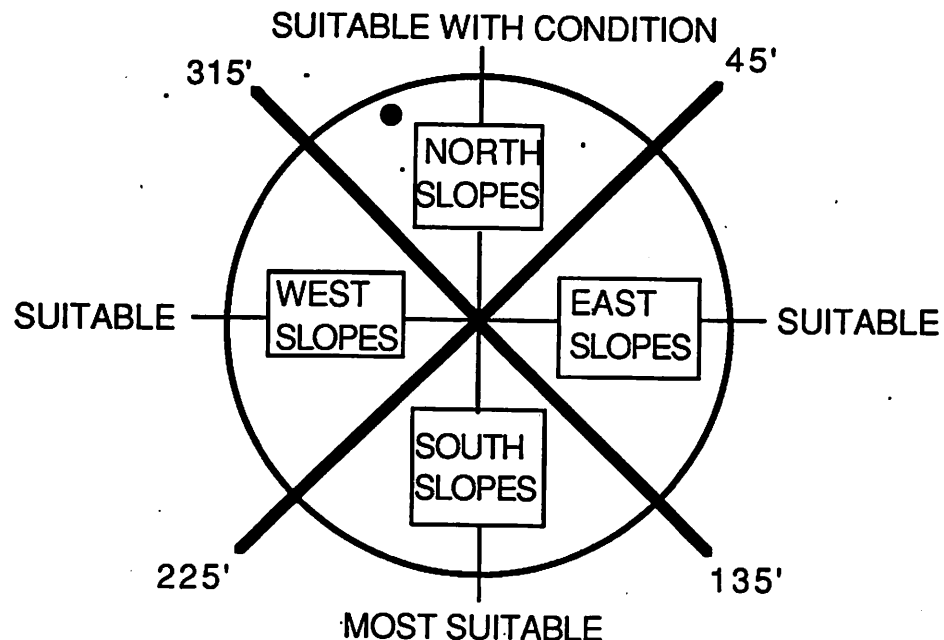 SUITABLE WITH CONDITION
315'
45'
NORTH
SLOPES
WEST
SLOPES
EAST
SLOPES
SUITABLE
SUITABLE
SOUTH
SLOPES
225'
135'
MOST SUITABLE